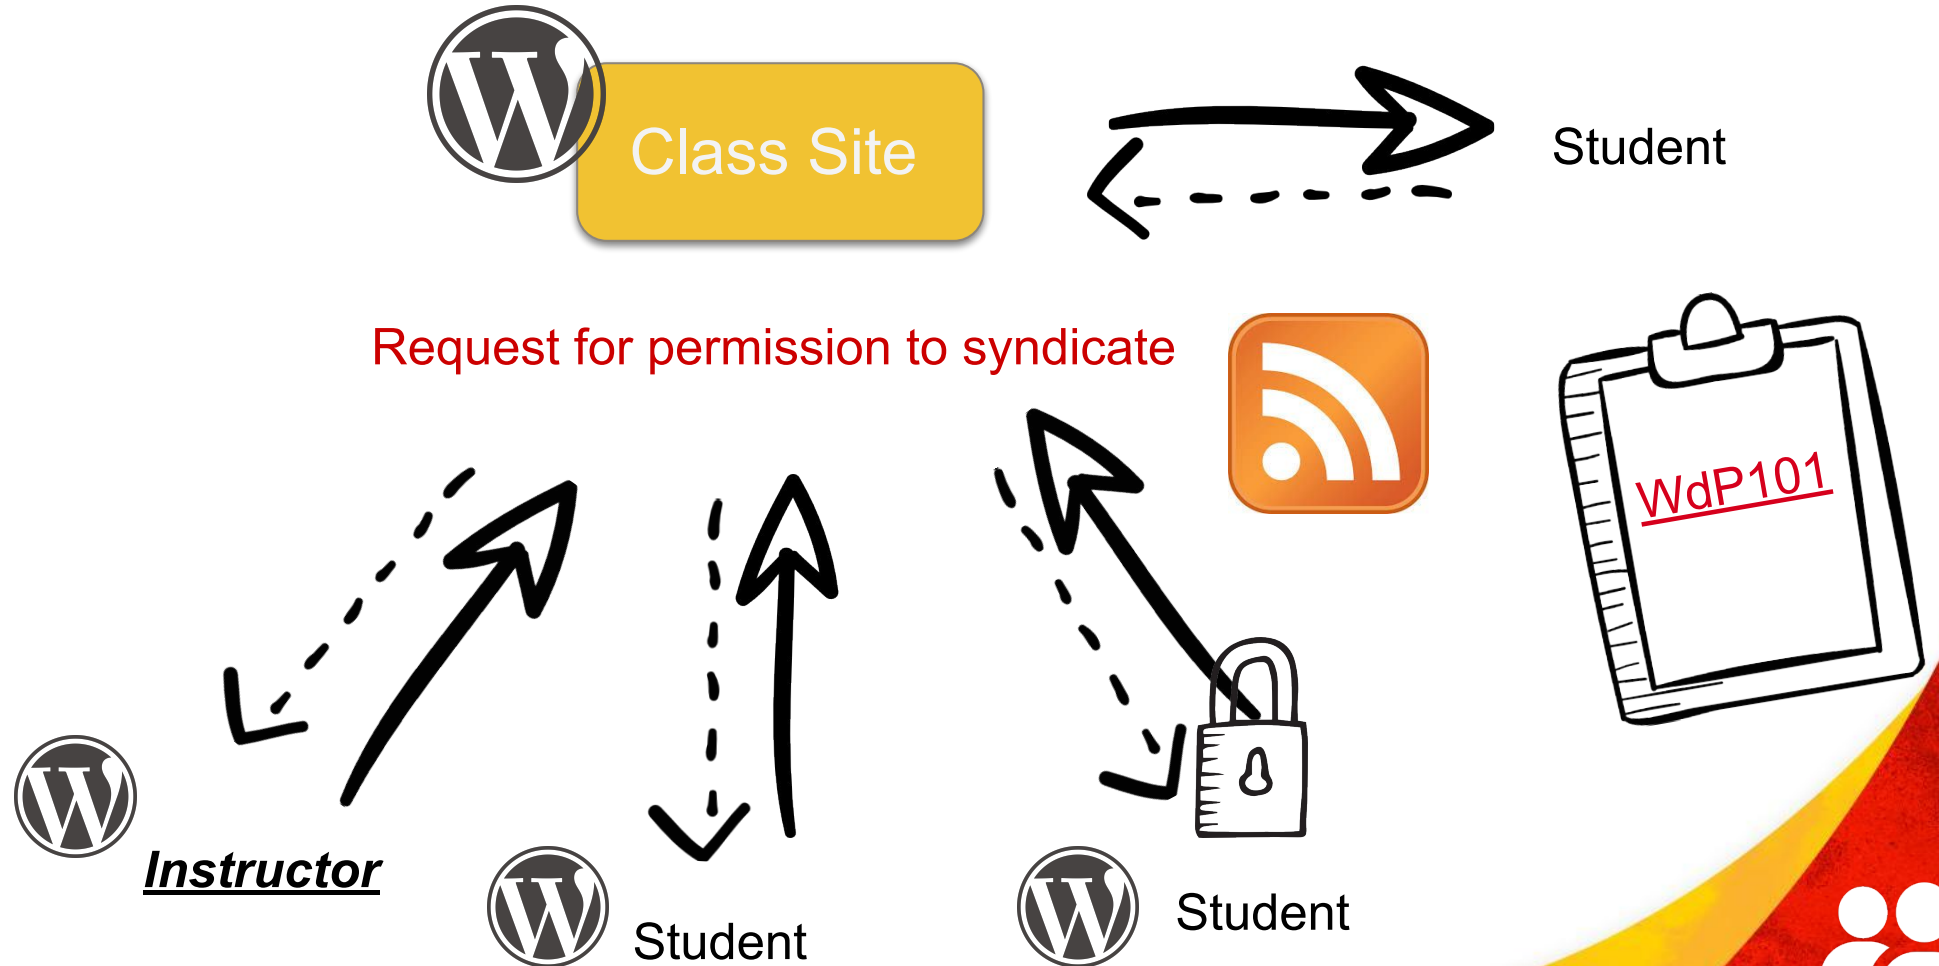 Class Site
Student
Request for permission to syndicate
WdP101
Instructor
Student
Student